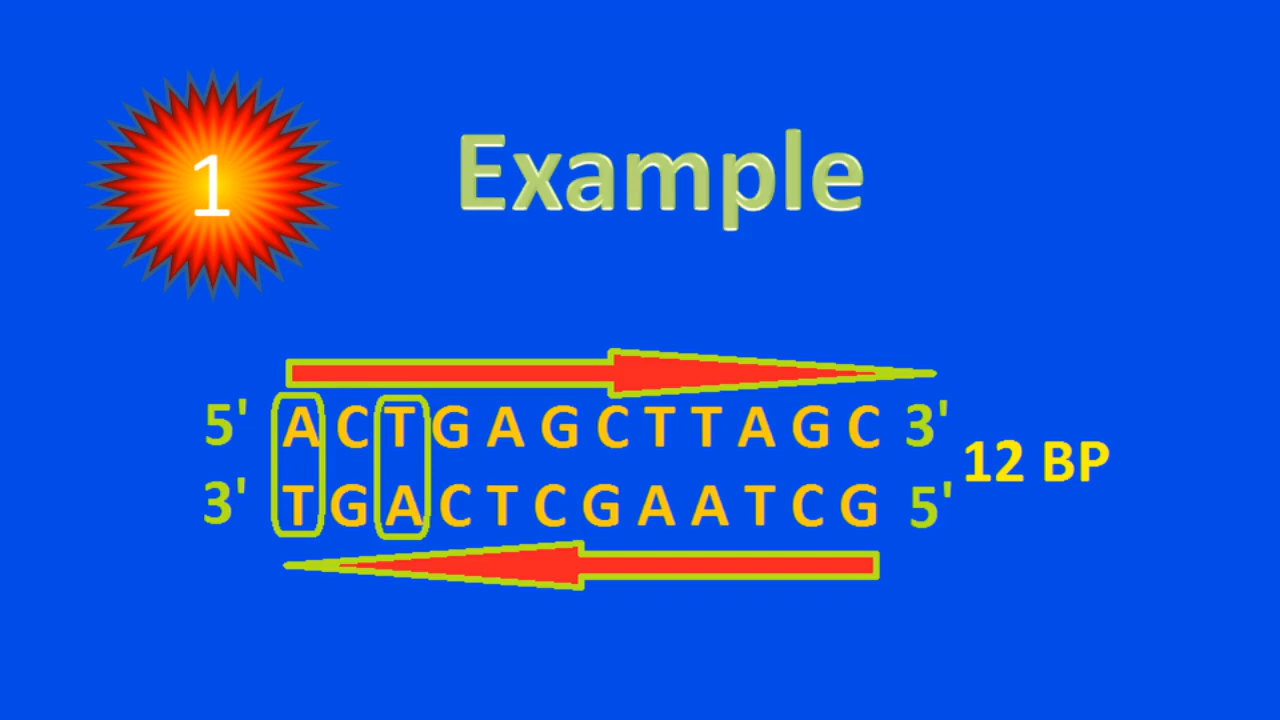 1
Example
5' A C T G A G C T T A G C 3'
12 BP
3' T G A C T C G A A T C G 5'